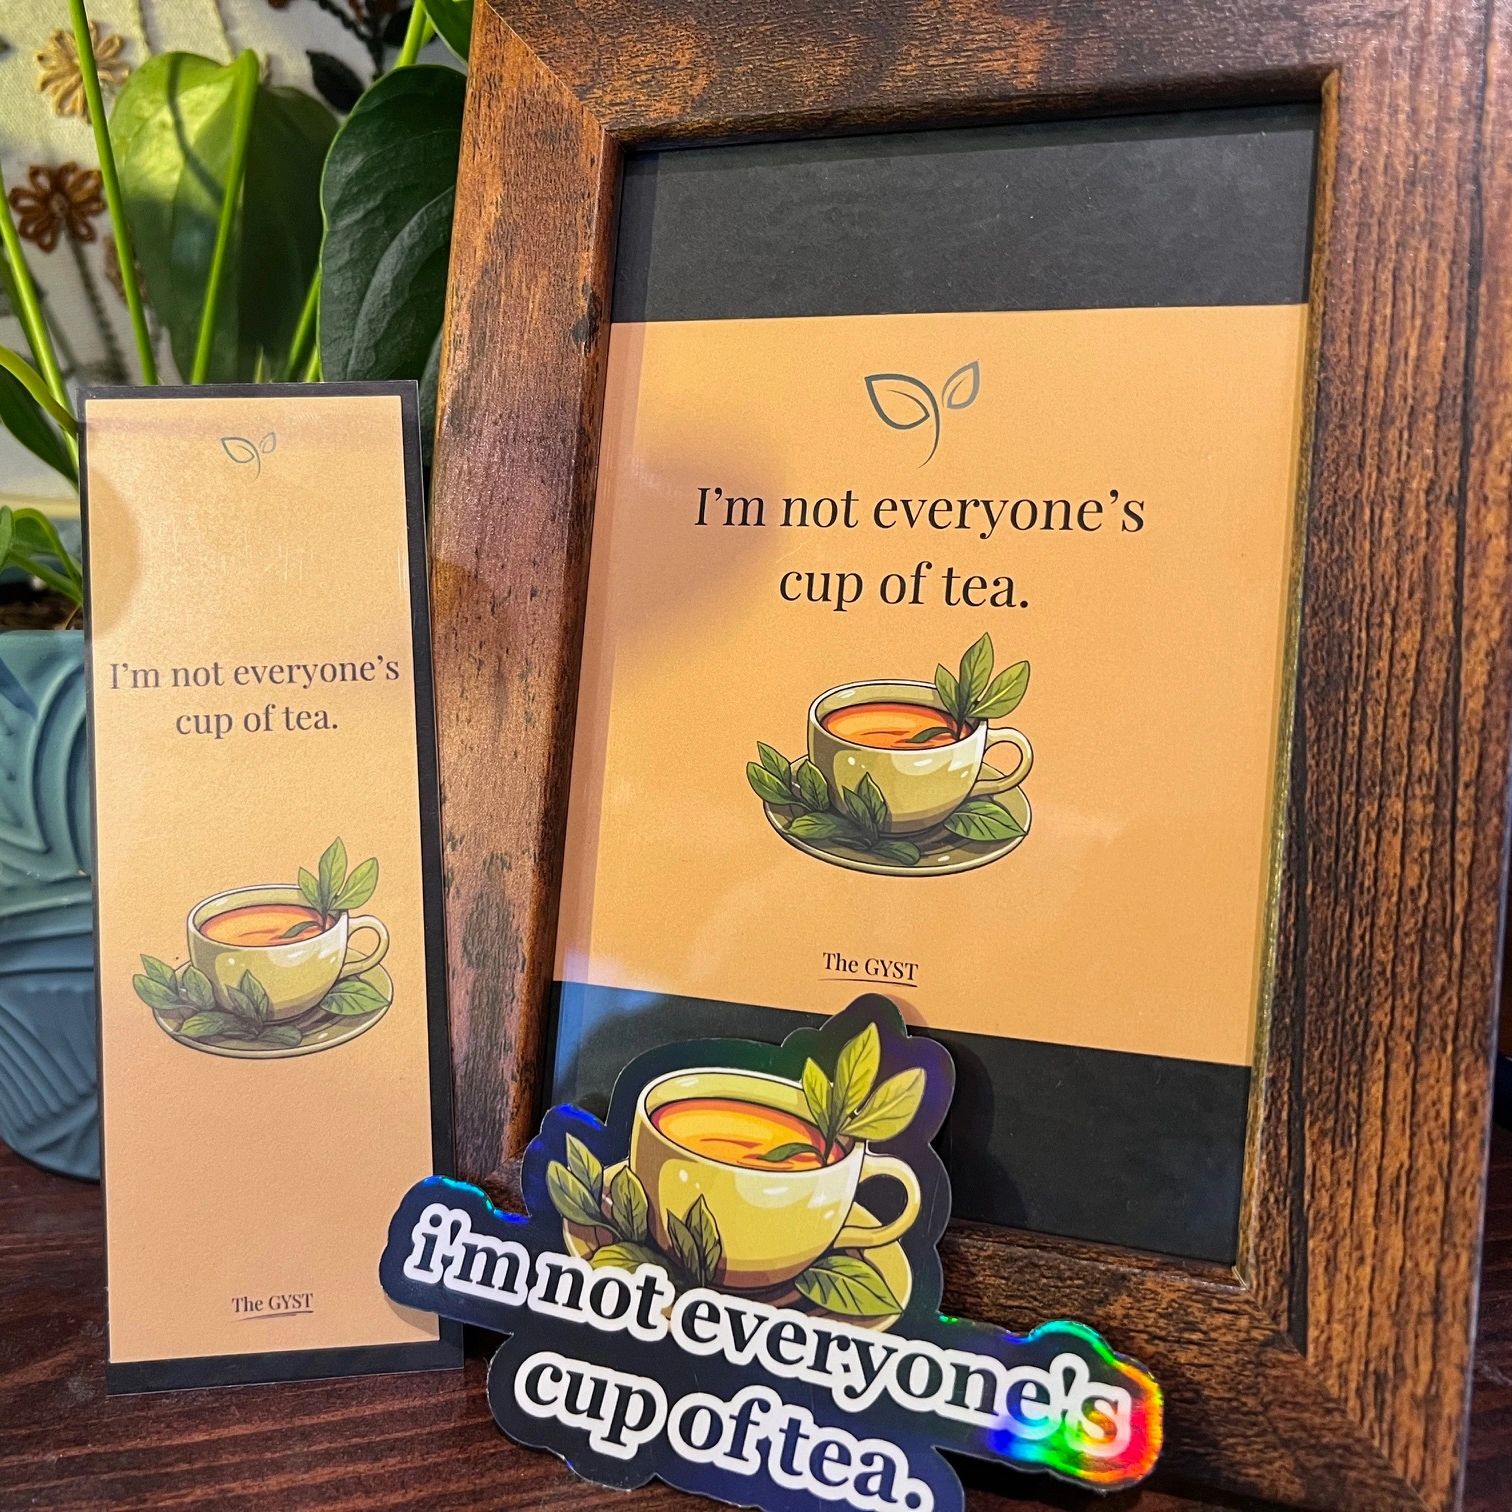 I'm not everyone's
cup of tea.
The GYST
I’m not everyone’s
cup of tea.
The GYST
i'm not everyone's
cup of tea.